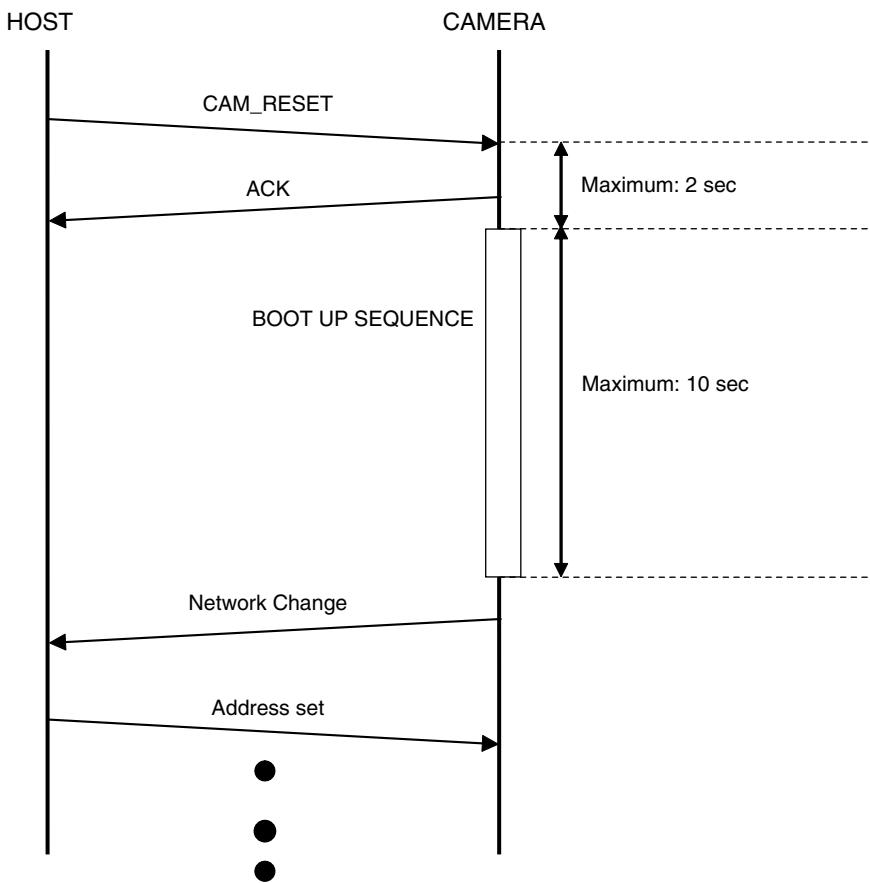 HOST
CAMERA
CAM_RESET
Maximum: 2 sec
ACK
BOOT UP SEQUENCE
Maximum: 10 sec
Network Change
Address set